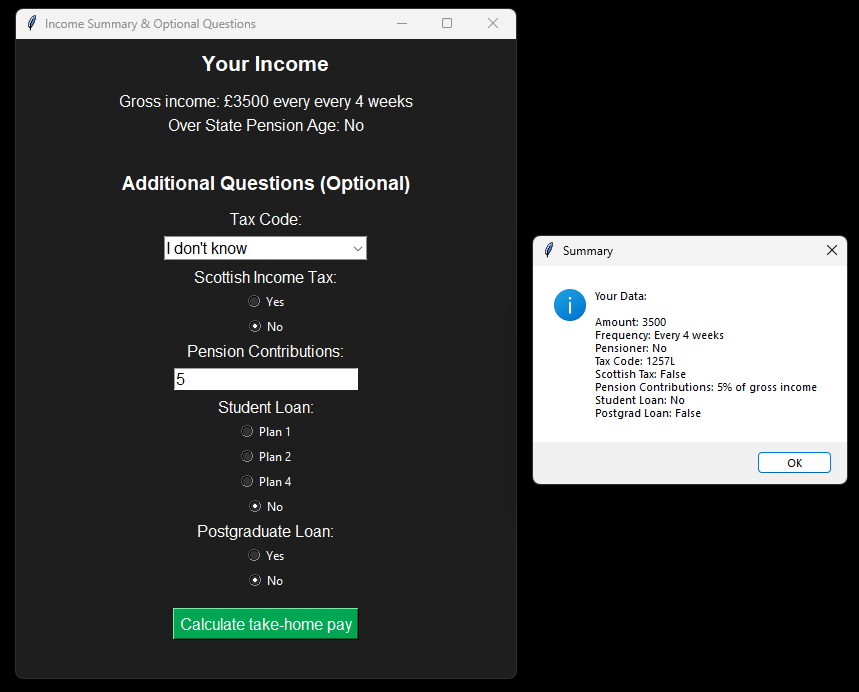 Income Summary & Optional Questions
Your Income
Gross income: £3500 every every 4 weeks
Over State Pension Age: No
Additional Questions (Optional)
Tax Code:
I don't know
Scottish Income Tax:
Yes
No
Pension Contributions:
5
Student Loan:
Plan 1
Plan 2
Plan 4
No
Postgraduate Loan:
Yes
No
Calculate take-home pay
Summary
Your Data:
Amount: 3500
Frequency: Every 4 weeks
Pensioner: No
Tax Code: 1257L
Scottish Tax: False
Pension Contributions: 5% of gross income
Student Loan: No
Postgrad Loan: False
OK